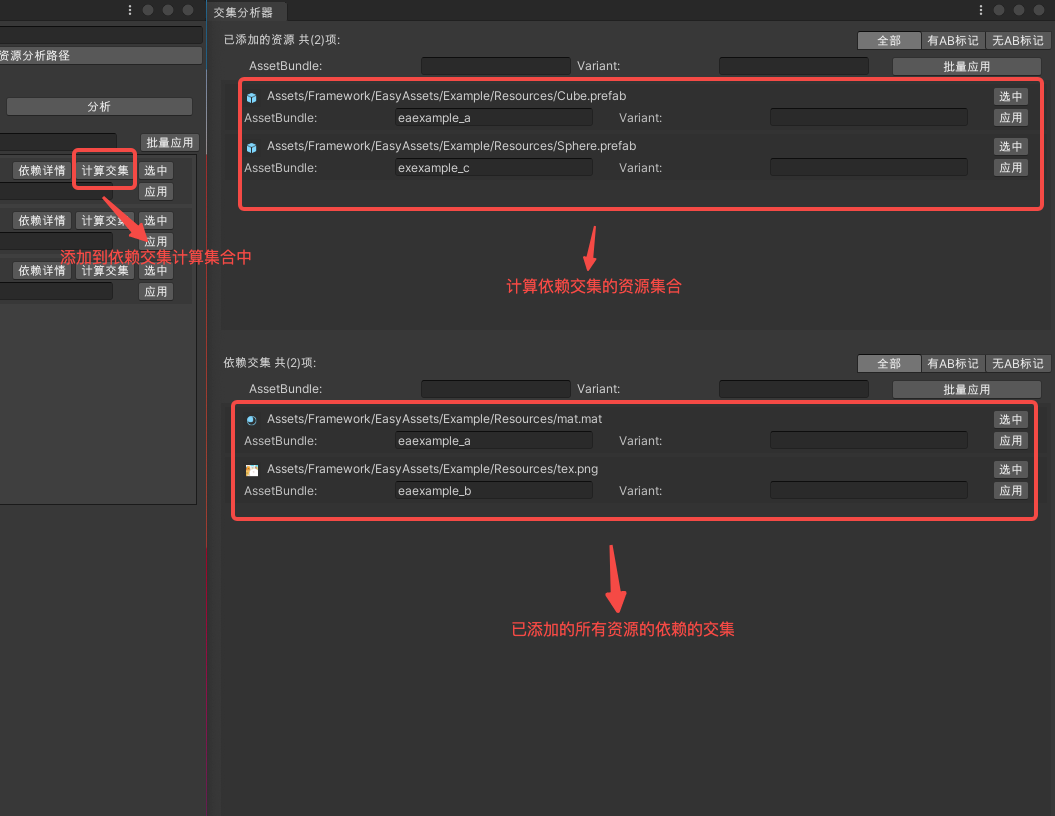 交集分析器
资源分析路径
分析
批量应用
依赖详情 计算交集 选中
应用
依赖详情 计算交集 选中
应用
添加到依赖交集计算集合中
依赖详情 计算交集 选中
应用
已添加的资源 共(2)项:
全部 有AB标记 无AB标记
AssetBundle: Variant: 批量应用
Assets/Framework/EasyAssets/Example/Resources/Cube.prefab 选中
AssetBundle: eaexample_a Variant: 应用
Assets/Framework/EasyAssets/Example/Resources/Sphere.prefab 选中
AssetBundle: exexample_c Variant: 应用
计算依赖交集的资源集合
依赖交集 共(2)项:
全部 有AB标记 无AB标记
AssetBundle: Variant: 批量应用
Assets/Framework/EasyAssets/Example/Resources/mat.mat 选中
AssetBundle: eaexample_a Variant: 应用
Assets/Framework/EasyAssets/Example/Resources/tex.png 选中
AssetBundle: eaexample_b Variant: 应用
已添加的所有资源的依赖的交集